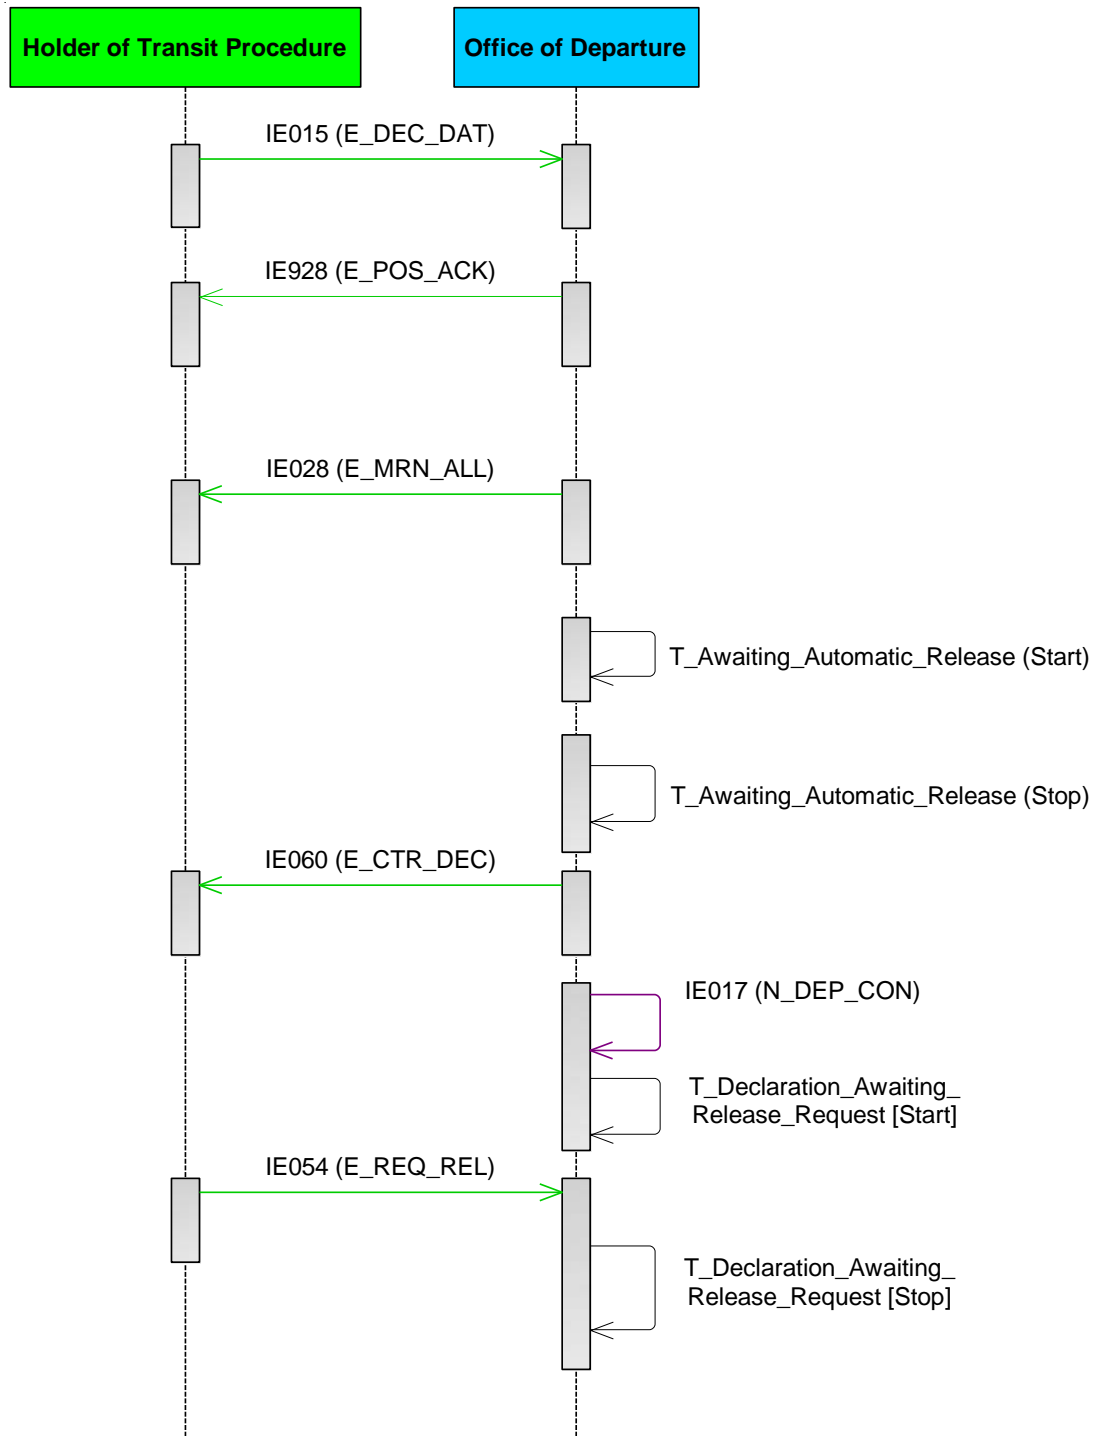 Holder of Transit Procedure
Office of Departure
IE015 (E_DEC_DAT)
IE928 (E_POS_ACK)
IE028 (E_MRN_ALL)
T_Awaiting_Automatic_Release (Start)
T_Awaiting_Automatic_Release (Stop)
IE060 (E_CTR_DEC)
IE017 (N_DEP_CON)
T_Declaration_Awaiting_
Release_Request [Start]
IE054 (E_REQ_REL)
T_Declaration_Awaiting_
Release_Request [Stop]